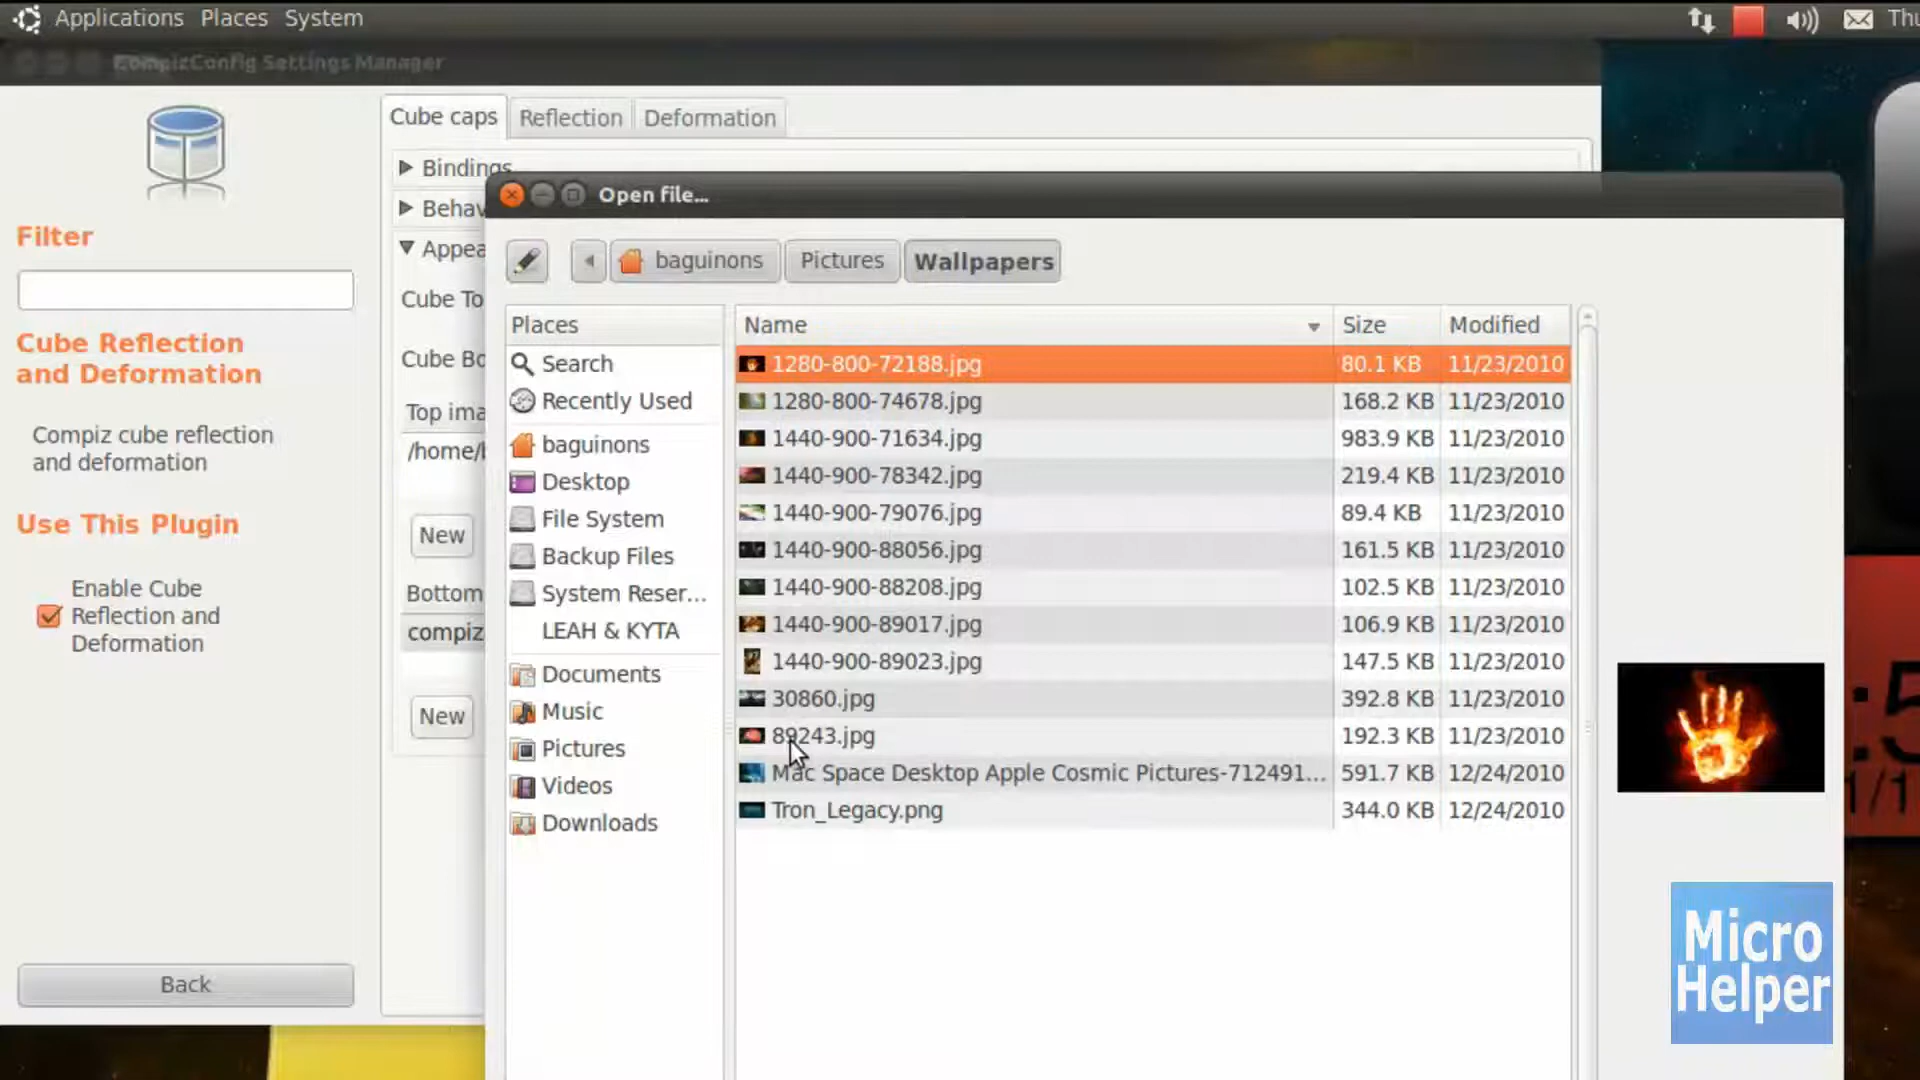 Applications Places System
Thu
CompizConfig Settings Manager
Cube caps Reflection Deformation
Bindings
Behav
Appea
Cube To
Cube Bo
Top ima
/home/b
New
Bottom
compiz
New
Filter
Cube Reflection
and Deformation
Compiz cube reflection
and deformation
Use This Plugin
Enable Cube
Reflection and
Deformation
Back
Open file...
baguinons Pictures Wallpapers
Places
Search
Recently Used
baguinons
Desktop
File System
Backup Files
System Reser...
LEAH & KYTA
Documents
Music
Pictures
Videos
Downloads
Name Size Modified
1280-800-72188.jpg 80.1 KB 11/23/2010
1280-800-74678.jpg 168.2 KB 11/23/2010
1440-900-71634.jpg 983.9 KB 11/23/2010
1440-900-78342.jpg 219.4 KB 11/23/2010
1440-900-79076.jpg 89.4 KB 11/23/2010
1440-900-88056.jpg 161.5 KB 11/23/2010
1440-900-88208.jpg 102.5 KB 11/23/2010
1440-900-89017.jpg 106.9 KB 11/23/2010
1440-900-89023.jpg 147.5 KB 11/23/2010
30860.jpg 392.8 KB 11/23/2010
89243.jpg 192.3 KB 11/23/2010
Mac Space Desktop Apple Cosmic Pictures-712491... 591.7 KB 12/24/2010
Tron_Legacy.png 344.0 KB 12/24/2010
Micro
Helper